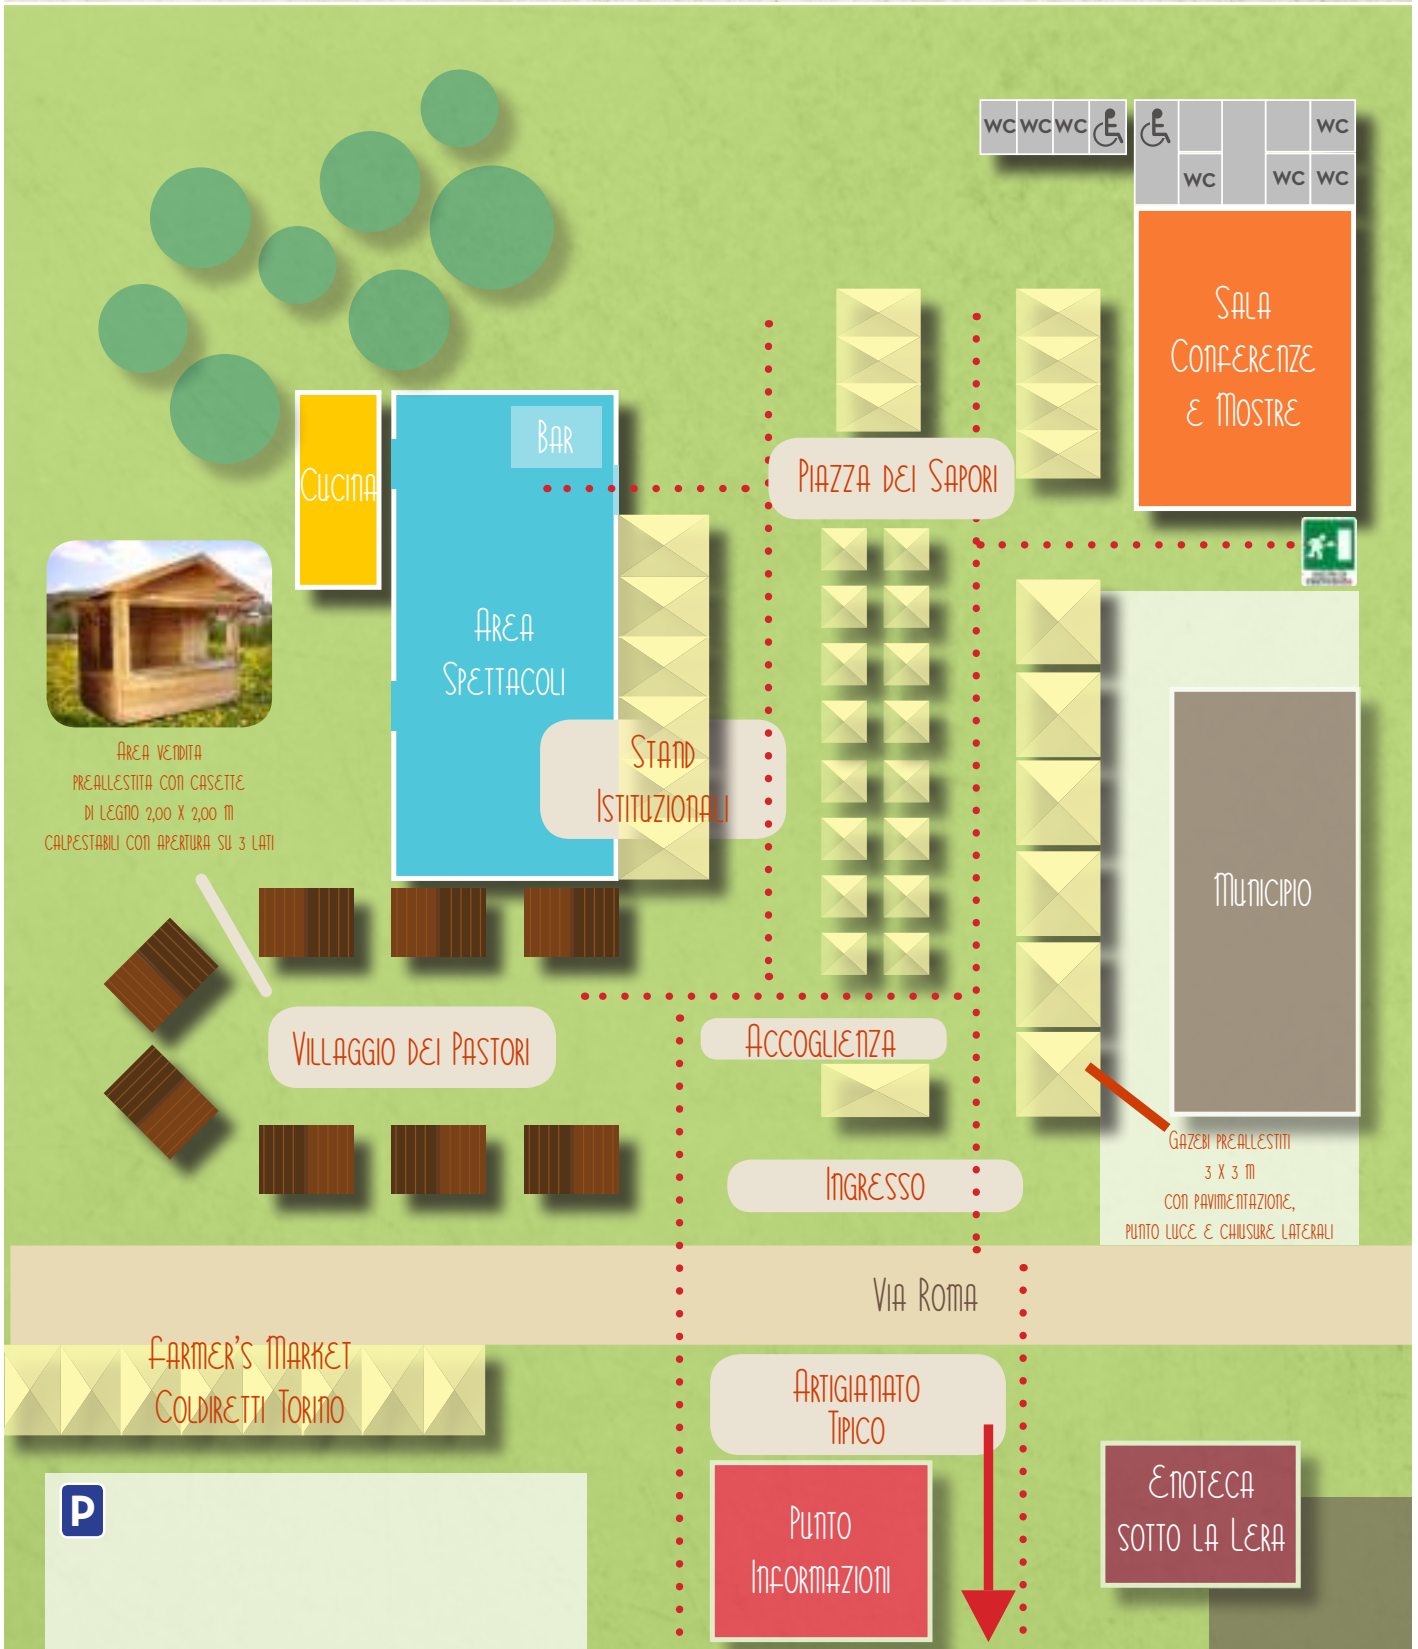 WC WC WC
WC
WC WC WC
Sala
Conferenze
e Mostre
Bar
Piazza dei Sapori
Cucina
Area
Spettacoli
Stand
Istituzionali
Area vendita
preallestita con casette
di legno 2,00 x 2,00 m
calpestabili con apertura su 3 lati
Municipio
Villaggio dei Pastori
Accoglienza
Ingresso
Gazebi preallestiti
3 x 3 m
con pavimentazione,
punto luce e chiusure laterali
Via Roma
Farmer's Market
Coldiretti Torino
Artigianato
Tipico
P
Punto
Informazioni
Enoteca
sotto la Lera